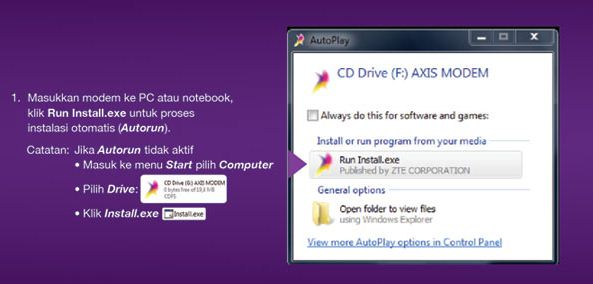 1. Masukkan modem ke PC atau notebook,
klik Run Install.exe untuk proses
instalasi otomatis (Autorun).
Catatan: Jika Autorun tidak aktif
• Masuk ke menu Start pilih Computer
• Pilih Drive:
CD Drive (G:) AXIS MODEM
0 bytes free of 19,8 MB
CDFS
• Klik Install.exe
Install.exe
AutoPlay
CD Drive (F:) AXIS MODEM
Always do this for software and games:
Install or run program from your media
Run Install.exe
Published by ZTE CORPORATION
General options
Open folder to view files
using Windows Explorer
View more AutoPlay options in Control Panel